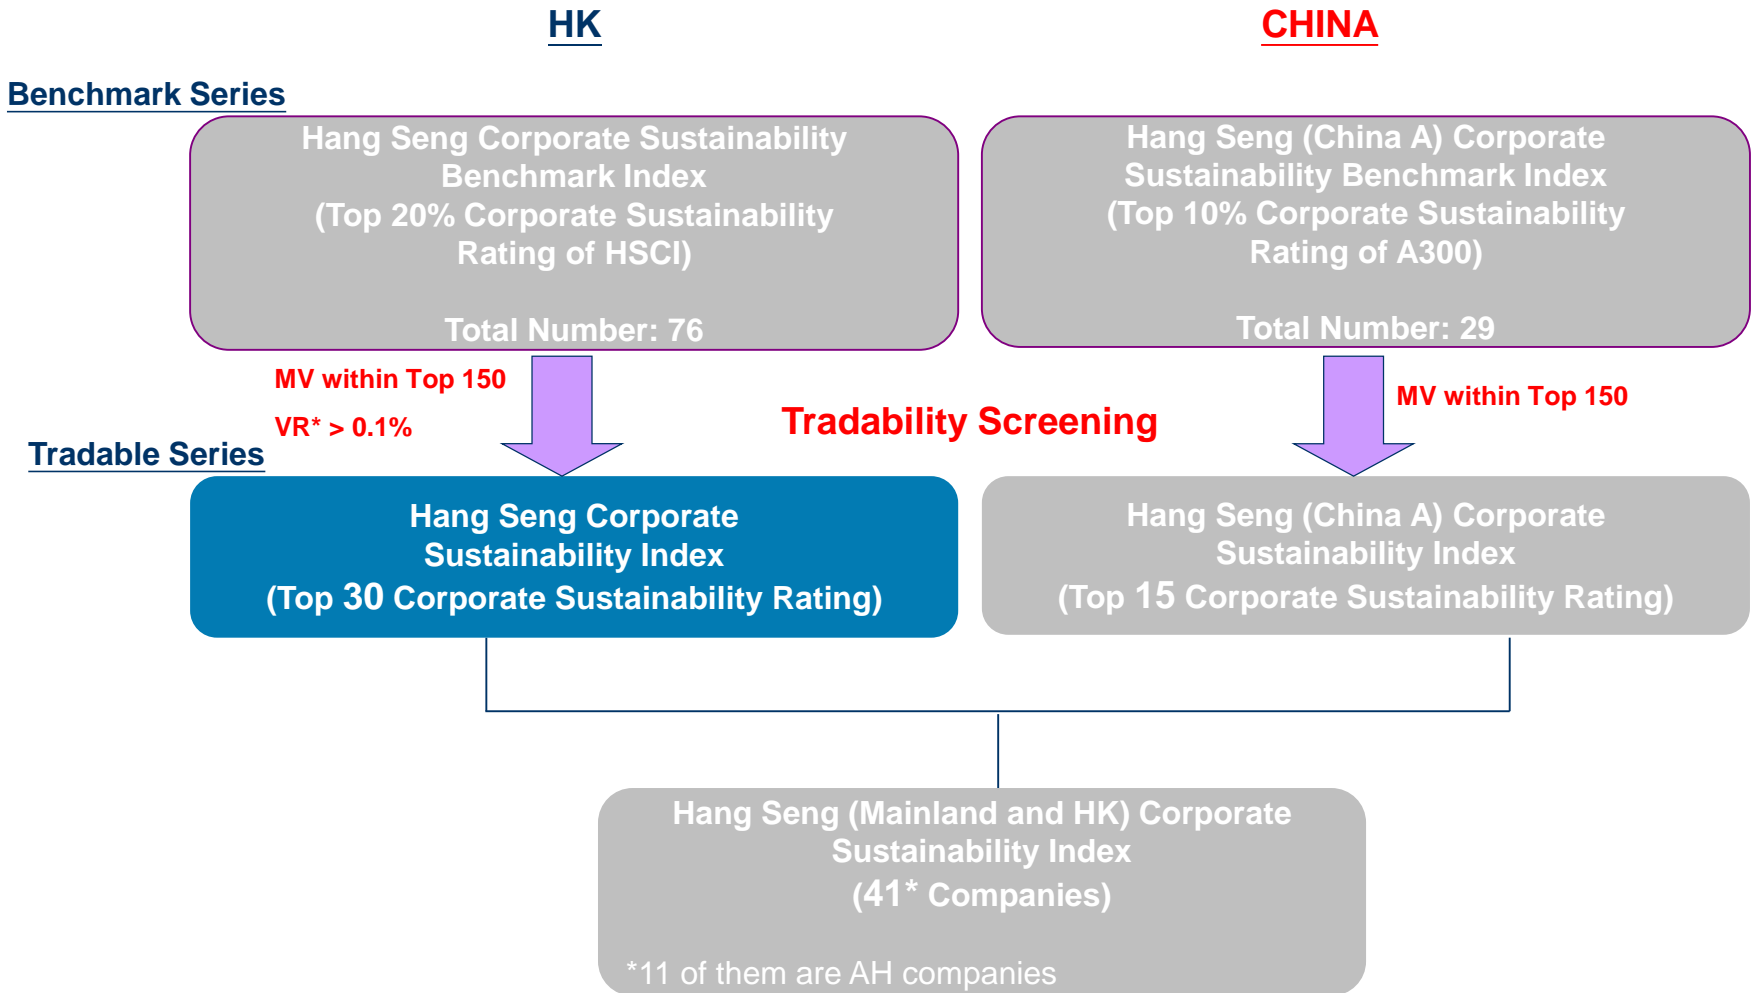 HK
CHINA
Benchmark Series
Hang Seng Corporate Sustainability
Benchmark Index
(Top 20% Corporate Sustainability
Rating of HSCI)
Total Number: 76
Hang Seng (China A) Corporate
Sustainability Benchmark Index
(Top 10% Corporate Sustainability
Rating of A300)
Total Number: 29
MV within Top 150
VR* > 0.1%
Tradability Screening
MV within Top 150
Tradable Series
Hang Seng Corporate
Sustainability Index
(Top 30 Corporate Sustainability Rating)
Hang Seng (China A) Corporate
Sustainability Index
(Top 15 Corporate Sustainability Rating)
Hang Seng (Mainland and HK) Corporate
Sustainability Index
(41* Companies)
*11 of them are AH companies